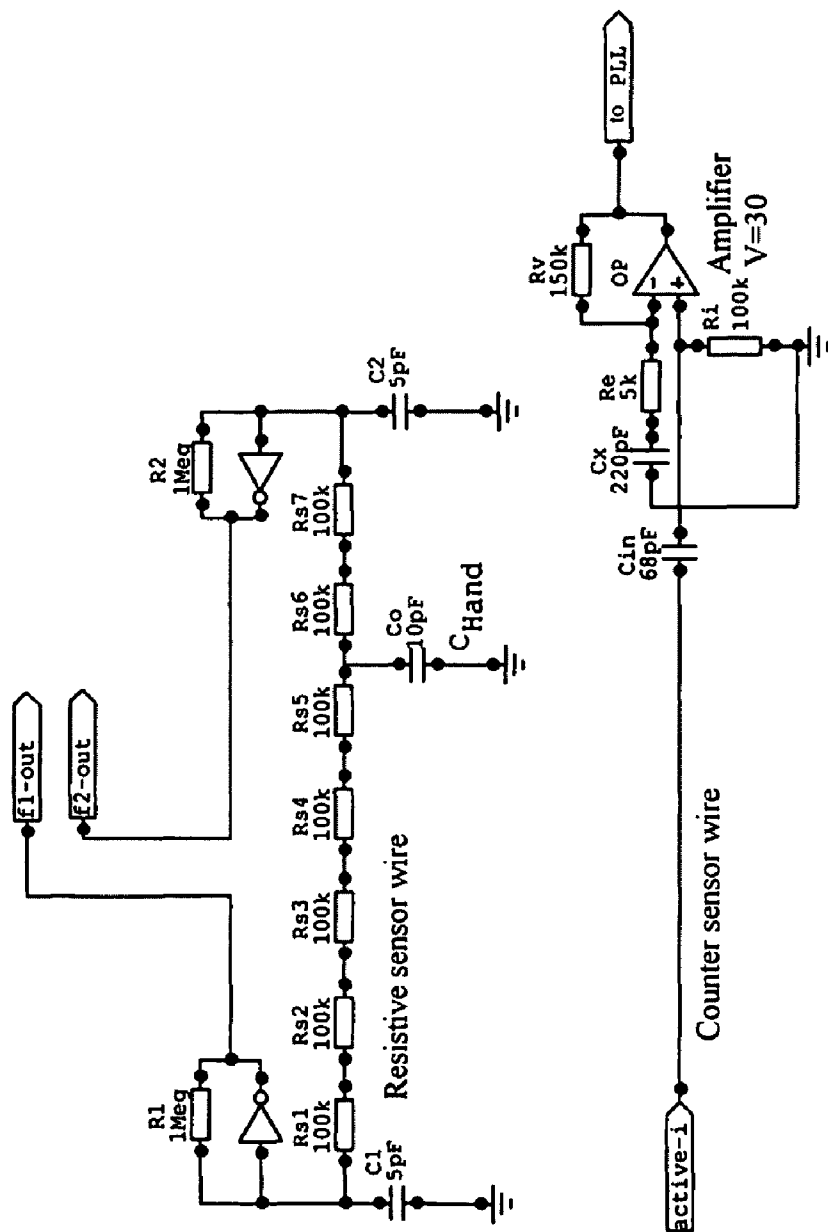 f1-out
f2-out
R1
1Meg
R2
1Meg
Rs1
100k
Rs2
100k
Rs3
100k
Rs4
100k
Rs5
100k
Rs6
100k
Rs7
100k
C1
5pF
Co
10pF
CHand
C2
5pF
Resistive sensor wire
active-i
Counter sensor wire
Cin
68pF
Cx
220pF
Re
5k
Rv
150k
OP
-
+
Ri
100k
Amplifier
V=30
to PLL